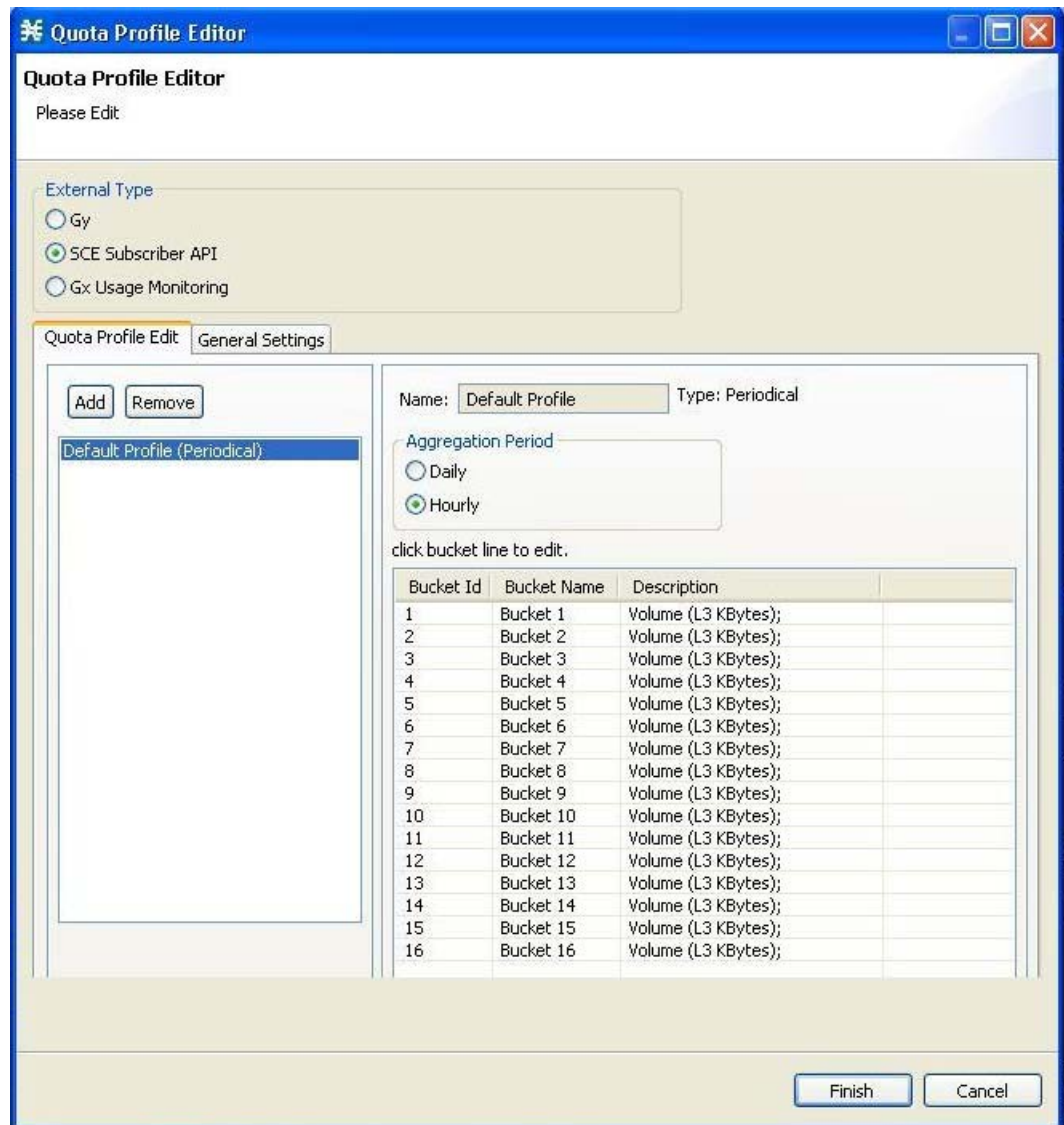 Quota Profile Editor
Quota Profile Editor
Please Edit
External Type
Gy
SCE Subscriber API
Gx Usage Monitoring
Quota Profile Edit General Settings
Add Remove
Default Profile (Periodical)
Name: Default Profile Type: Periodical
Aggregation Period
Daily
Hourly
click bucket line to edit.
Bucket Id Bucket Name Description
1 Bucket 1 Volume (L3 KBytes);
2 Bucket 2 Volume (L3 KBytes);
3 Bucket 3 Volume (L3 KBytes);
4 Bucket 4 Volume (L3 KBytes);
5 Bucket 5 Volume (L3 KBytes);
6 Bucket 6 Volume (L3 KBytes);
7 Bucket 7 Volume (L3 KBytes);
8 Bucket 8 Volume (L3 KBytes);
9 Bucket 9 Volume (L3 KBytes);
10 Bucket 10 Volume (L3 KBytes);
11 Bucket 11 Volume (L3 KBytes);
12 Bucket 12 Volume (L3 KBytes);
13 Bucket 13 Volume (L3 KBytes);
14 Bucket 14 Volume (L3 KBytes);
15 Bucket 15 Volume (L3 KBytes);
16 Bucket 16 Volume (L3 KBytes);
Finish Cancel